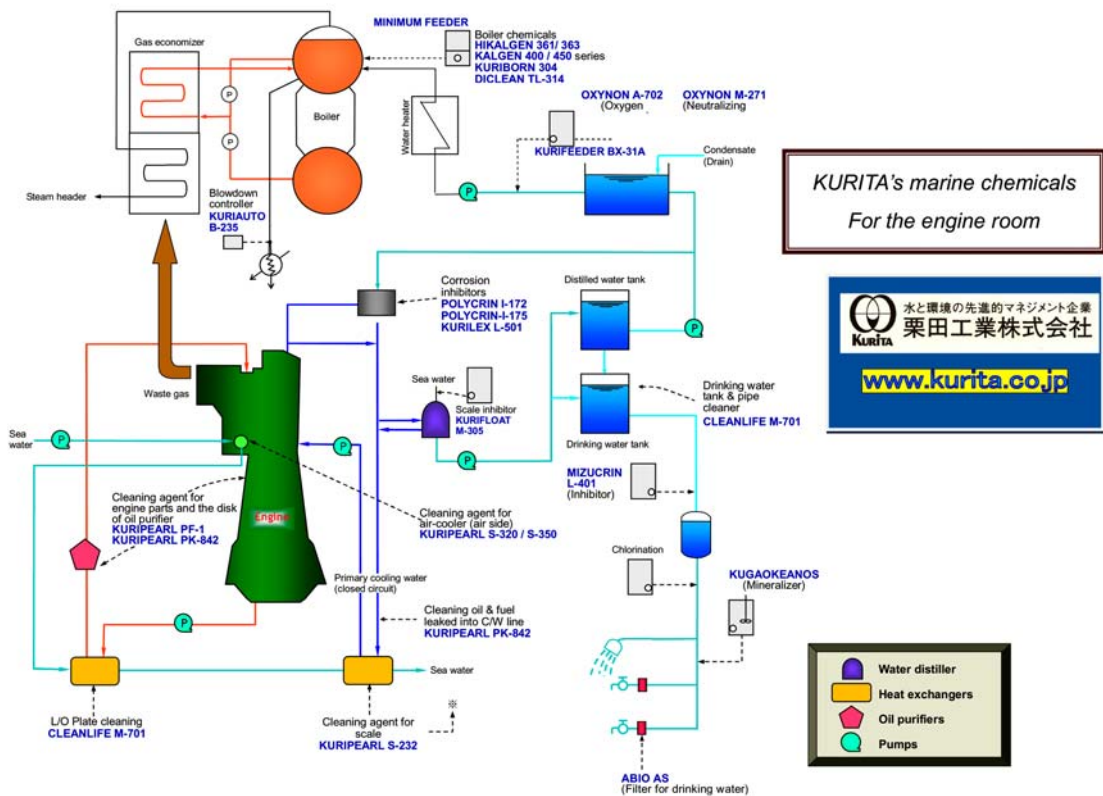 MINIMUM FEEDER
Boiler chemicals
HIKALGEN 361/ 363
KALGEN 400 / 450 series
KURIBORN 304
DICLEAN TL-314
Gas economizer
P
P
Boiler
Water heater
OXYNON A-702
(Oxygen
OXYNON M-271
(Neutralizing
KURIFEEDER BX-31A
Condensate
(Drain)
P
Steam header
Blowdown
controller
KURIAUTO
B-235
KURITA's marine chemicals
For the engine room
Corrosion
inhibitors
POLYCRIN I-172
POLYCRIN-I-175
KURILEX L-501
Distilled water tank
P
KURITA
水と環境の先進的マネジメント企業
栗田工業株式会社
www.kurita.co.jp
Waste gas
Sea water
Scale inhibitor
KURIFLOAT
M-305
Drinking water
tank & pipe
cleaner
CLEANLIFE M-701
Drinking water tank
Sea
water
P
P
P
MIZUCRIN
L-401
(Inhibitor)
Cleaning agent for
engine parts and the disk
of oil purifier
KURIPEARL PF-1
KURIPEARL PK-842
Engine
Cleaning agent for
air-cooler (air side)
KURIPEARL S-320 / S-350
Chlorination
Primary cooling water
(closed circuit)
KUGAOKEANOS
(Mineralizer)
P
Cleaning oil & fuel
leaked into C/W line
KURIPEARL PK-842
Sea water
L/O Plate cleaning
CLEANLIFE M-701
Cleaning agent for
scale
KURIPEARL S-232
※
ABIO AS
(Filter for drinking water)
Water distiller
Heat exchangers
Oil purifiers
P
Pumps